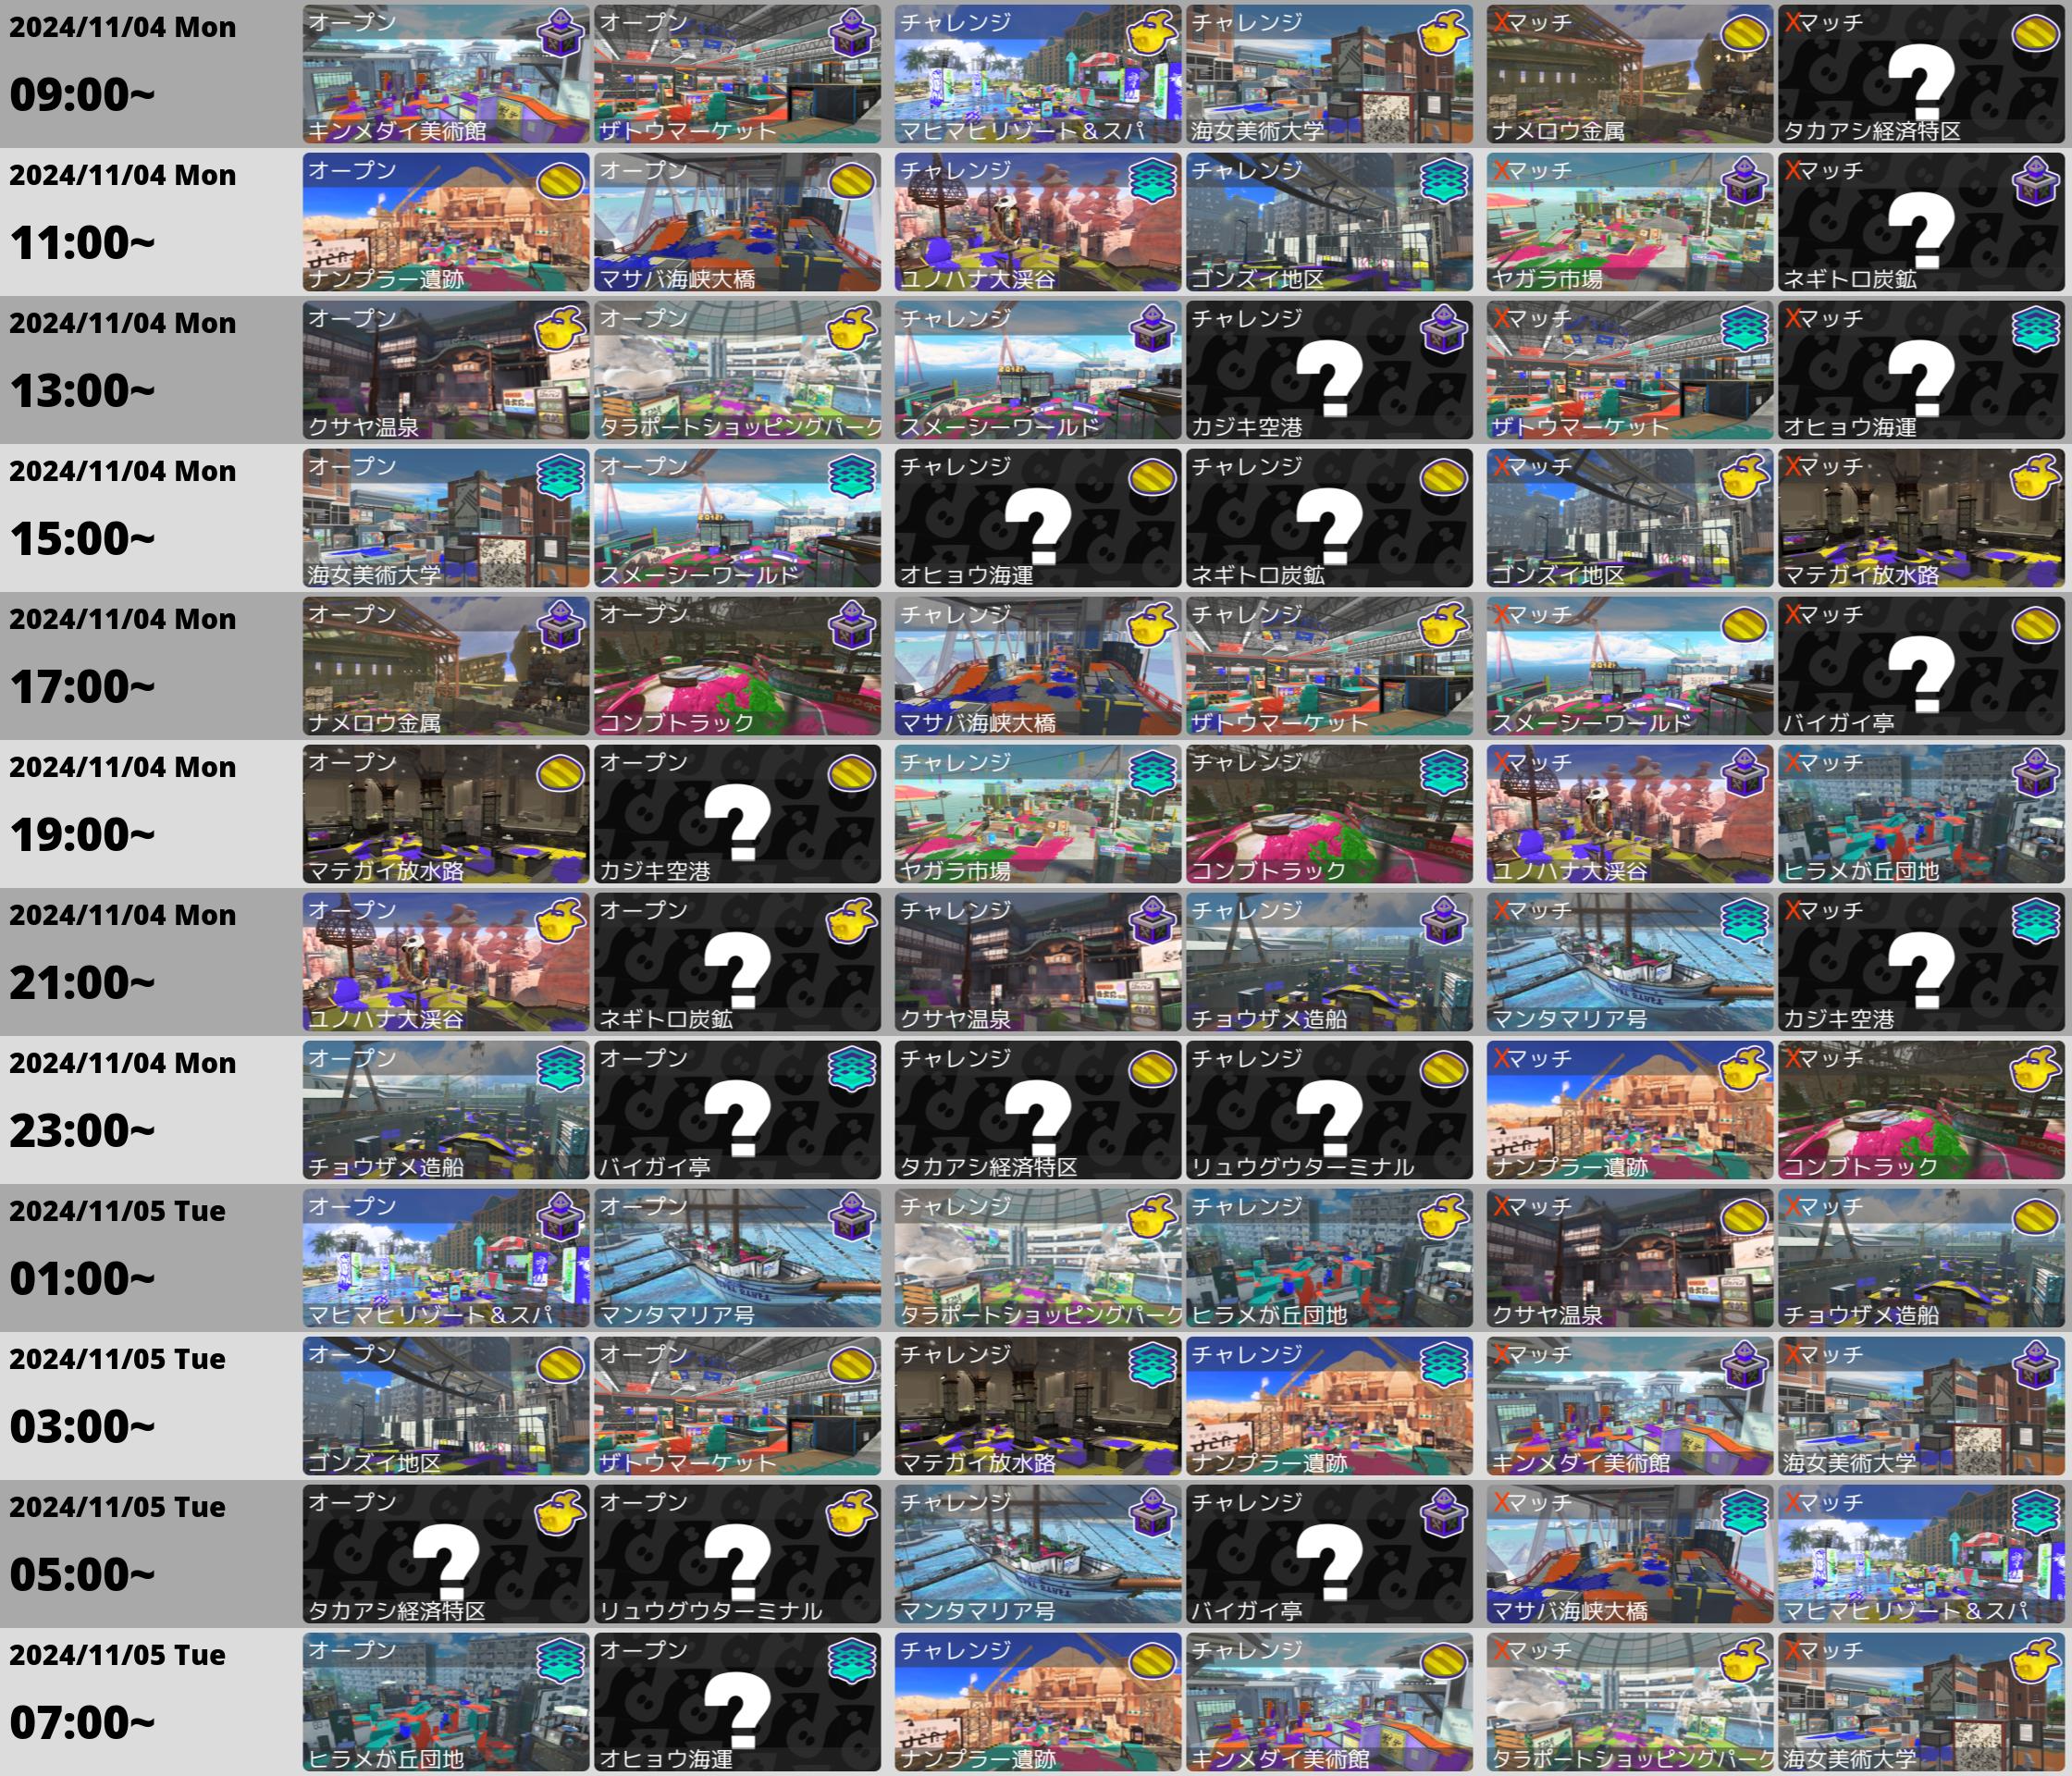 2024/11/04 Mon
09:00~
オープン
キンメダイ美術館
オープン
ザトウマーケット
チャレンジ
マヒマヒリゾート＆スパ
チャレンジ
海女美術大学
Xマッチ
ナメロウ金属
Xマッチ
?
タカアシ経済特区
2024/11/04 Mon
11:00~
オープン
ナンプラー遺跡
オープン
マサバ海峡大橋
チャレンジ
ユノハナ大渓谷
チャレンジ
ゴンズイ地区
Xマッチ
ヤガラ市場
Xマッチ
?
ネギトロ炭鉱
2024/11/04 Mon
13:00~
オープン
クサヤ温泉
オープン
タラポートショッピングパーク
チャレンジ
スメーシーワールド
チャレンジ
?
カジキ空港
Xマッチ
ザトウマーケット
Xマッチ
?
オヒョウ海運
2024/11/04 Mon
15:00~
オープン
海女美術大学
オープン
スメーシーワールド
チャレンジ
?
オヒョウ海運
チャレンジ
?
ネギトロ炭鉱
Xマッチ
ゴンズイ地区
Xマッチ
マテガイ放水路
2024/11/04 Mon
17:00~
オープン
ナメロウ金属
オープン
コンブトラック
チャレンジ
マサバ海峡大橋
チャレンジ
ザトウマーケット
Xマッチ
スメーシーワールド
Xマッチ
?
バイガイ亭
2024/11/04 Mon
19:00~
オープン
マテガイ放水路
オープン
?
カジキ空港
チャレンジ
ヤガラ市場
チャレンジ
コンブトラック
Xマッチ
ユノハナ大渓谷
Xマッチ
ヒラメが丘団地
2024/11/04 Mon
21:00~
オープン
ユノハナ大渓谷
オープン
?
ネギトロ炭鉱
チャレンジ
クサヤ温泉
チャレンジ
チョウザメ造船
Xマッチ
マンタマリア号
Xマッチ
?
カジキ空港
2024/11/04 Mon
23:00~
オープン
チョウザメ造船
オープン
?
バイガイ亭
チャレンジ
?
タカアシ経済特区
チャレンジ
?
リュウグウターミナル
Xマッチ
ナンプラー遺跡
Xマッチ
コンブトラック
2024/11/05 Tue
01:00~
オープン
マヒマヒリゾート＆スパ
オープン
マンタマリア号
チャレンジ
タラポートショッピングパーク
チャレンジ
ヒラメが丘団地
Xマッチ
クサヤ温泉
Xマッチ
チョウザメ造船
2024/11/05 Tue
03:00~
オープン
ゴンズイ地区
オープン
ザトウマーケット
チャレンジ
マテガイ放水路
チャレンジ
ナンプラー遺跡
Xマッチ
キンメダイ美術館
Xマッチ
海女美術大学
2024/11/05 Tue
05:00~
オープン
?
タカアシ経済特区
オープン
?
リュウグウターミナル
チャレンジ
マンタマリア号
チャレンジ
?
バイガイ亭
Xマッチ
マサバ海峡大橋
Xマッチ
マヒマヒリゾート＆スパ
2024/11/05 Tue
07:00~
オープン
ヒラメが丘団地
オープン
?
オヒョウ海運
チャレンジ
ナンプラー遺跡
チャレンジ
キンメダイ美術館
Xマッチ
タラポートショッピングパーク
Xマッチ
海女美術大学